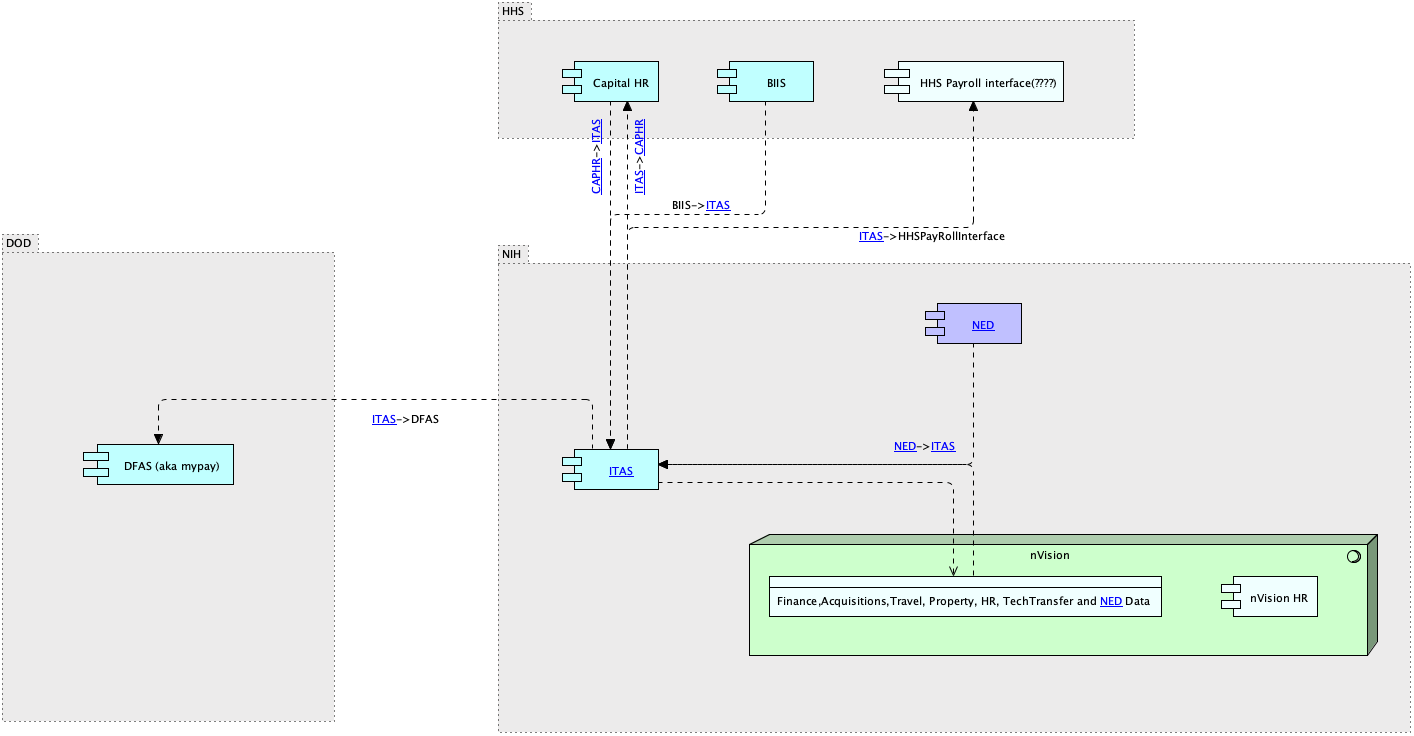 HHS
Capital HR
BIIS
HHS Payroll interface(????)
CAPHR->ITAS
ITAS->CAPHR
BIIS->ITAS
ITAS->HHSPayRollInterface
DOD
NIH
NED
ITAS->DFAS
NED->ITAS
DFAS (aka mypay)
ITAS
nVision
Finance,Acquisitions,Travel, Property, HR, TechTransfer and NED Data
nVision HR